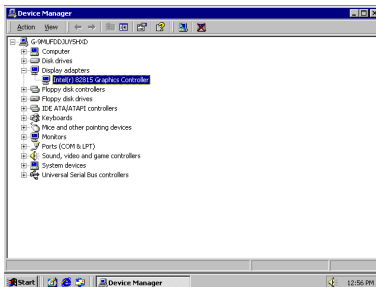 Device Manager
Action View
G-9MUFDDJUY5HXD
Computer
Disk drives
Display adapters
Intel(r) 82815 Graphics Controller
Floppy disk controllers
Floppy disk drives
IDE ATA/ATAPI controllers
Keyboards
Mice and other pointing devices
Monitors
Ports (COM & LPT)
Sound, video and game controllers
System devices
Universal Serial Bus controllers
Start Device Manager 12:56 PM